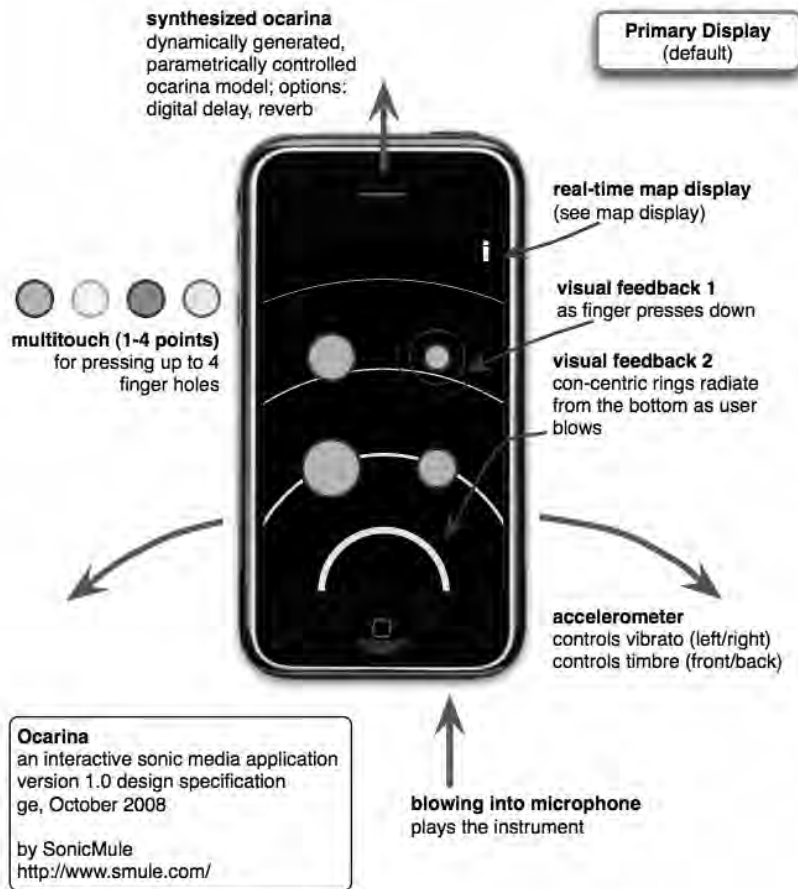 synthesized ocarina
dynamically generated,
parametrically controlled
ocarina model; options:
digital delay, reverb
Primary Display
(default)
real-time map display
(see map display)
i
visual feedback 1
as finger presses down
multitouch (1-4 points)
for pressing up to 4
finger holes
visual feedback 2
con-centric rings radiate
from the bottom as user
blows
accelerometer
controls vibrato (left/right)
controls timbre (front/back)
Ocarina
an interactive sonic media application
version 1.0 design specification
ge, October 2008
by SonicMule
http://www.smule.com/
blowing into microphone
plays the instrument